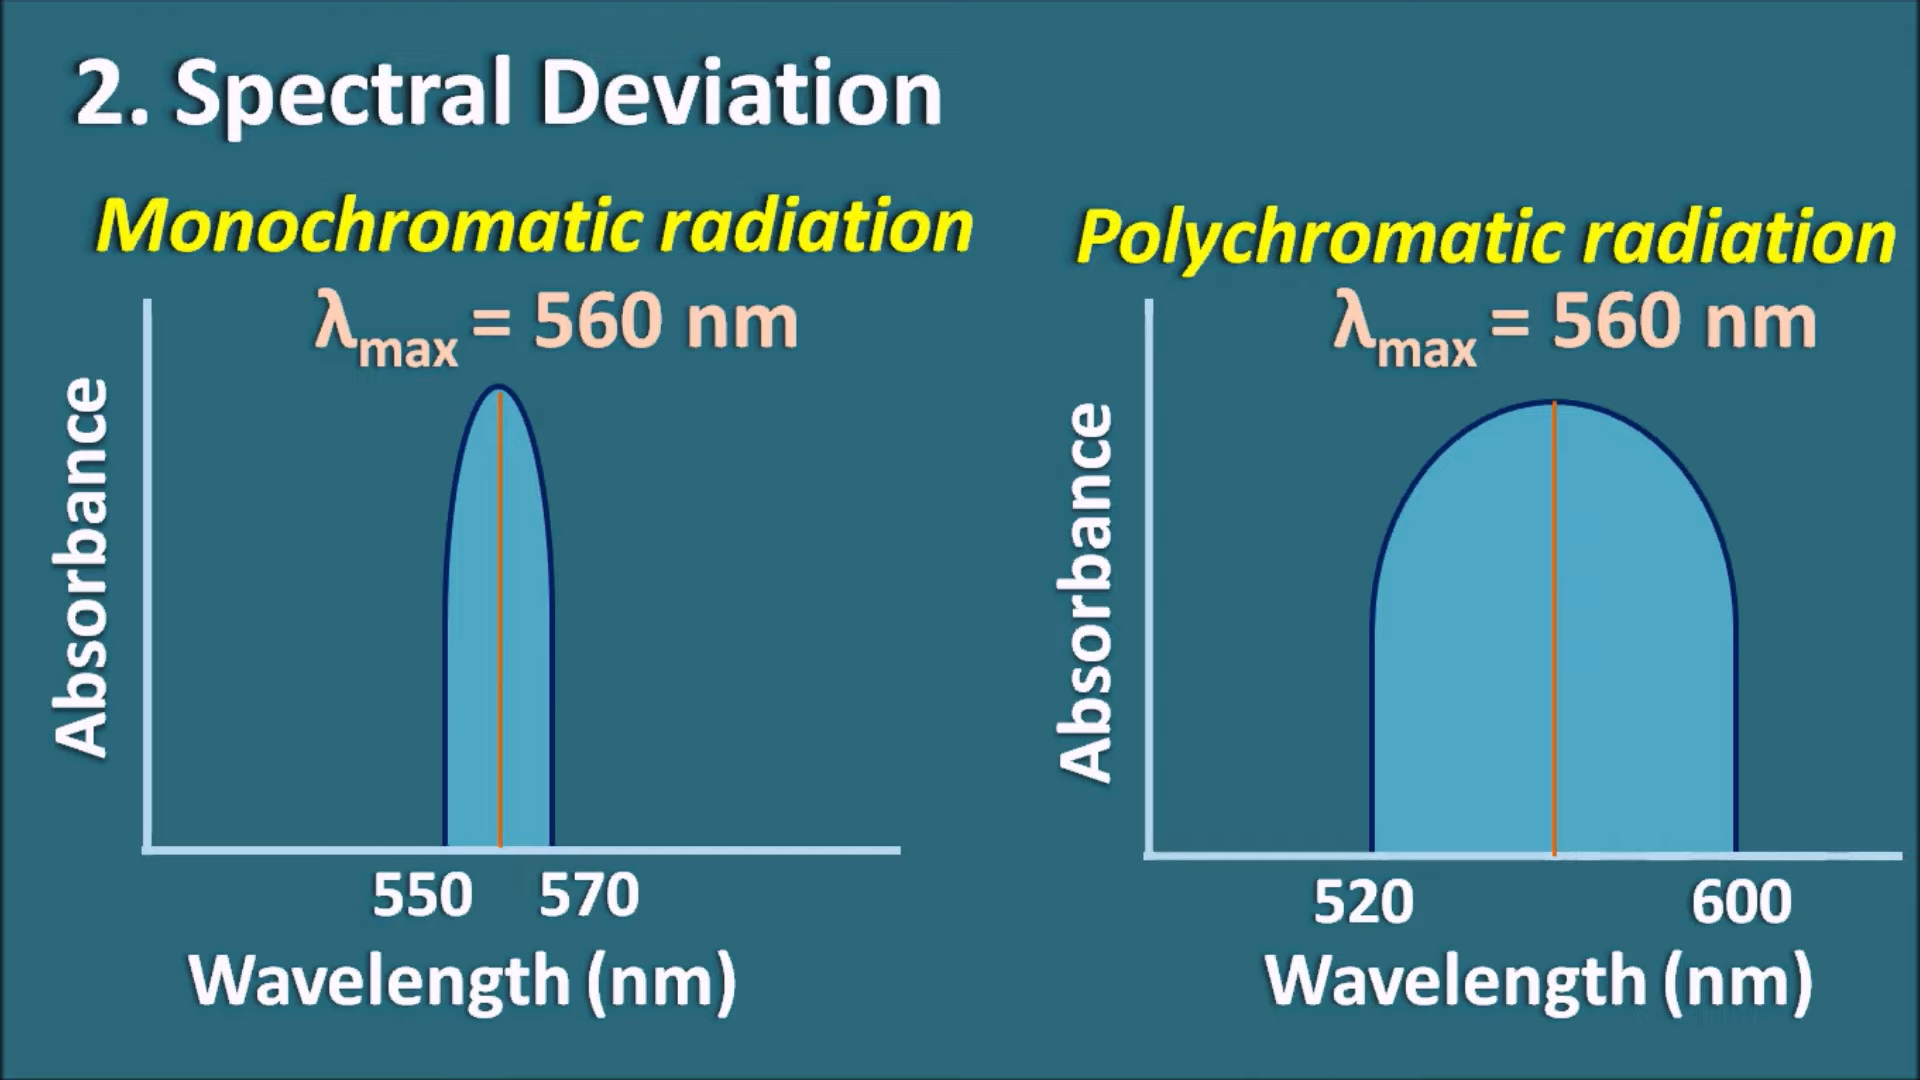 2. Spectral Deviation
Monochromatic radiation
λmax = 560 nm
Absorbance
550 570
Wavelength (nm)
Polychromatic radiation
λmax = 560 nm
Absorbance
520 600
Wavelength (nm)